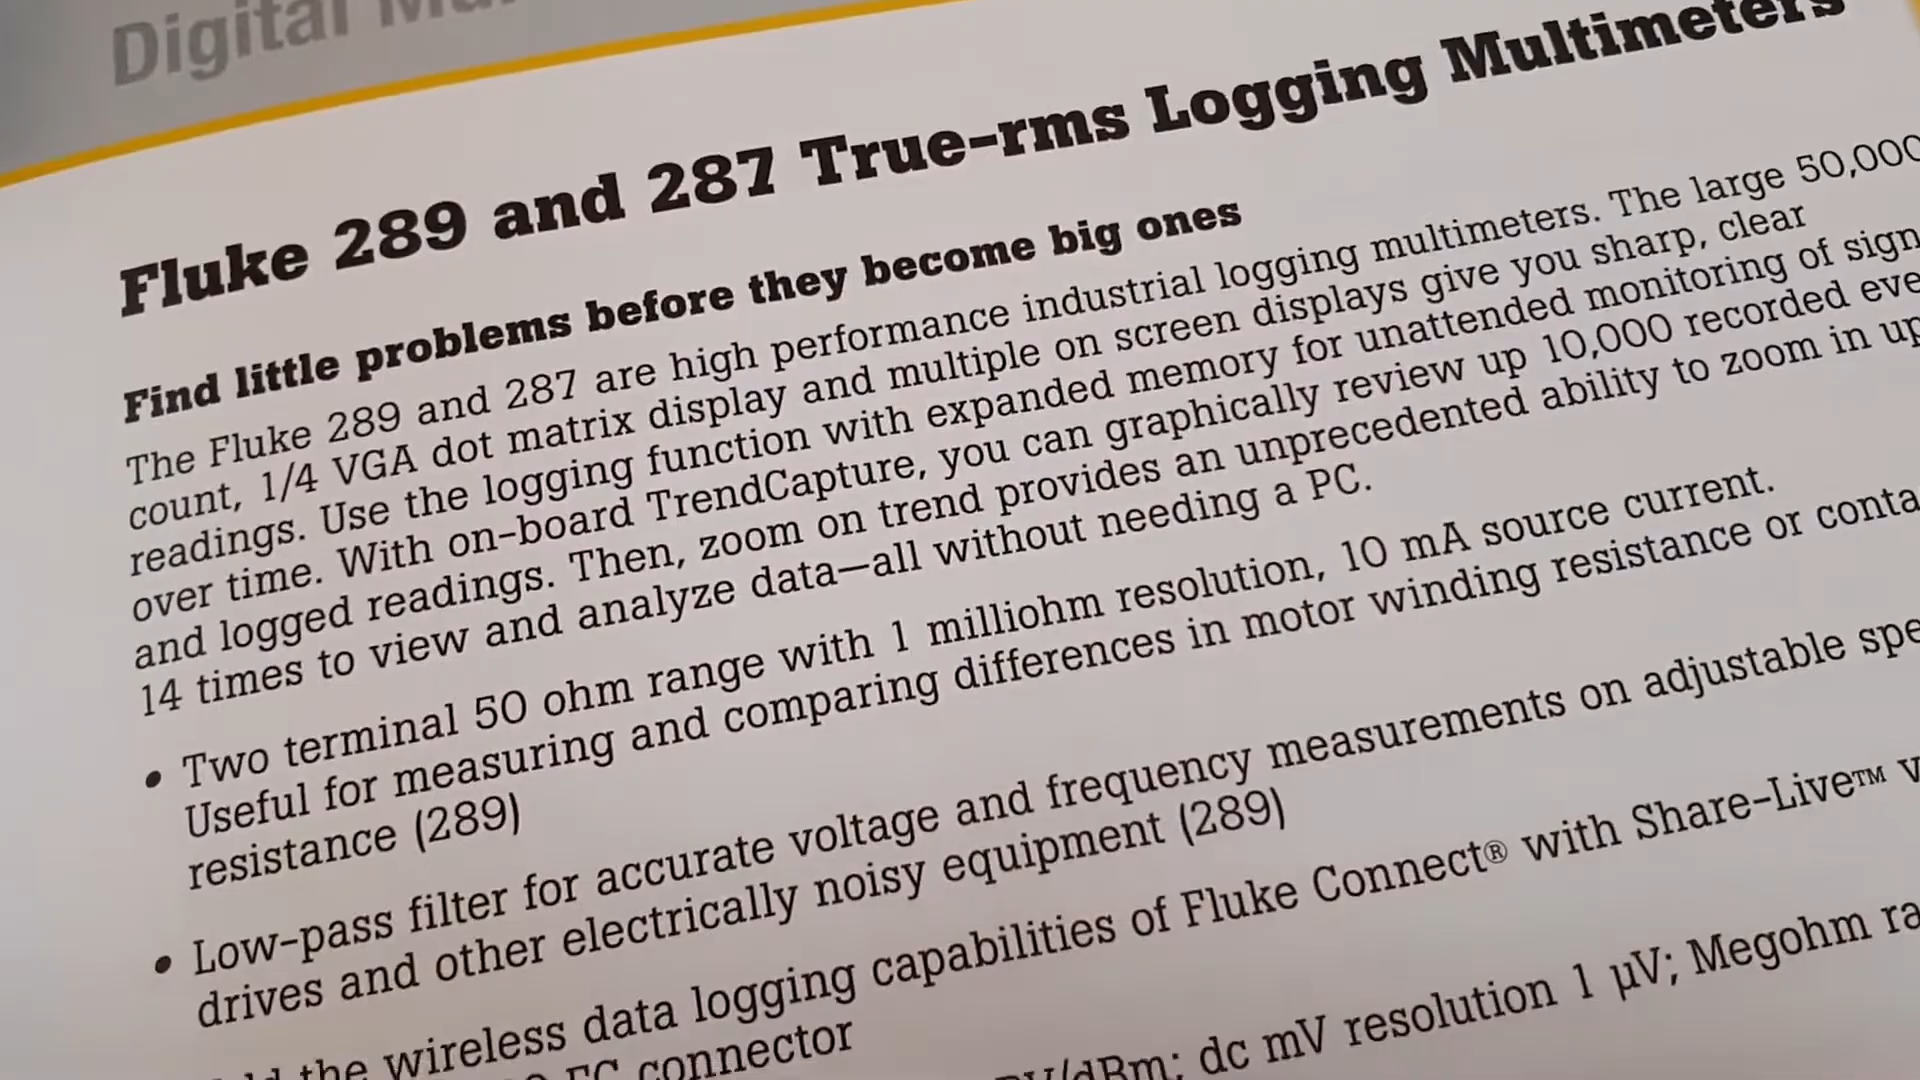 Digital
Fluke 289 and 287 True-rms Logging Multimeters
Find little problems before they become big ones
The Fluke 289 and 287 are high performance industrial logging multimeters. The large 50,000
count, 1/4 VGA dot matrix display and multiple on screen displays give you sharp, clear
readings. Use the logging function with expanded memory for unattended monitoring of
over time. With on-board TrendCapture, you can graphically review up 10,000 recorded
and logged readings. Then, zoom on trend provides an unprecedented ability to zoom in
14 times to view and analyze data—all without needing a PC.
• Two terminal 50 ohm range with 1 milliohm resolution, 10 mA source current.
Useful for measuring and comparing differences in motor winding resistance or
resistance (289)
• Low-pass filter for accurate voltage and frequency measurements on adjustable
drives and other electrically noisy equipment (289)
the wireless data logging capabilities of Fluke Connect® with Share-Live™
FC connector
dc mV resolution 1 µV; Megohm